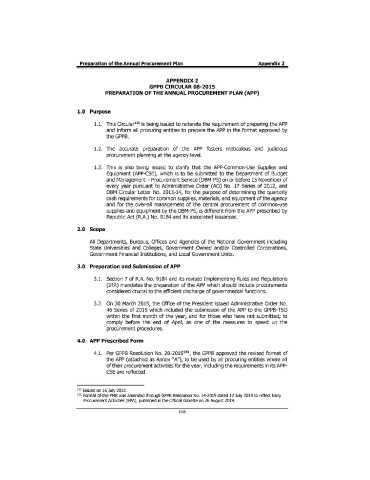 Preparation of the Annual Procurement Plan Appendix 2
APPENDIX 2
GPPB CIRCULAR 08-2015
PREPARATION OF THE ANNUAL PROCUREMENT PLAN (APP)
1.0 Purpose
1.1. This Circular is being issued to reiterate the requirement of preparing the APP
and inform all procuring entities to prepare the APP in the format approved by
the GPPB.
1.2. The accurate preparation of the APP fosters meticulous and judicious
procurement planning at the agency level.
1.3. This is also being issued to clarify that the APP-Common-Use Supplies and
Equipment (APP-CSE), which is to be submitted to the Department of Budget
and Management – Procurement Service (DBM-PS) on or before 15 November of
every year pursuant to Administrative Order (AO) No. 17 Series of 2012, and
DBM Circular Letter No. 2013-14, for the purpose of determining the quarterly
cash requirements for common supplies, materials, and equipment of the agency
and for the over-all management of the central procurement of common-use
supplies and equipment by the DBM-PS, is different from the APP prescribed by
Republic Act (R.A.) No. 9184 and its associated issuances.
2.0 Scope
All Departments, Bureaus, Offices and Agencies of the National Government including
State Universities and Colleges, Government Owned and/or Controlled Corporations,
Government Financial Institutions, and Local Government Units.
3.0 Preparation and Submission of APP
3.1. Section 7 of R.A. No. 9184 and its revised Implementing Rules and Regulations
(IRR) mandates the preparation of the APP which should include procurements
considered crucial to the efficient discharge of governmental functions.
3.2. On 30 March 2015, the Office of the President issued Administrative Order No.
46 Series of 2015 which included the submission of the APP to the GPPB-TSO
within the first month of the year, and for those who have not submitted, to
comply before the end of April, as one of the measures to speed up the
procurement procedures.
4.0 APP Prescribed Form
4.1. Per GPPB Resolution No. 20-2015, the GPPB approved the revised format of
the APP (attached as Annex "A"), to be used by all procuring entities where all
of their procurement activities for the year, including the requirements in its APP-
CSE are reflected.
Issued on 16 July 2015.
Format of the PMR was amended through GPPB Resolution No. 14-2019 dated 17 July 2019 to reflect Early
Procurement Activities (EPA), published in the Official Gazette on 26 August 2019.